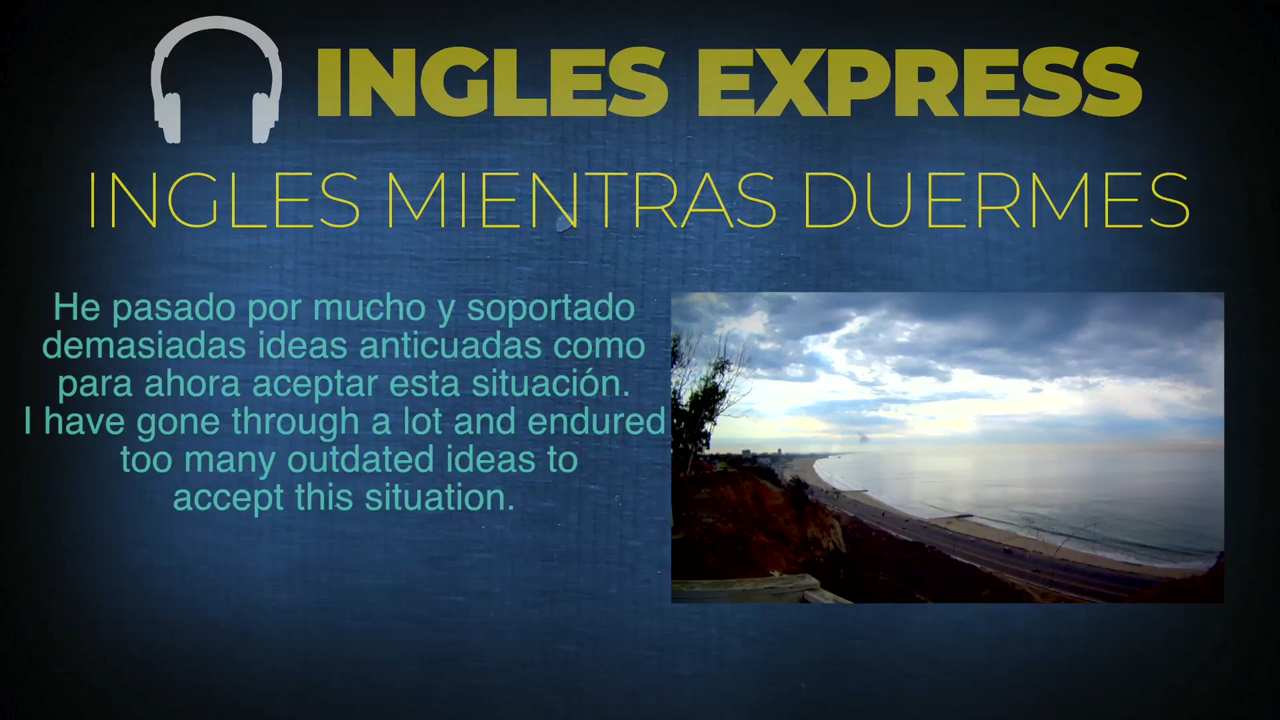 INGLES EXPRESS
INGLES MIENTRAS DUERMES
He pasado por mucho y soportado
demasiadas ideas anticuadas como
para ahora aceptar esta situación.
I have gone through a lot and endured
too many outdated ideas to
accept this situation.